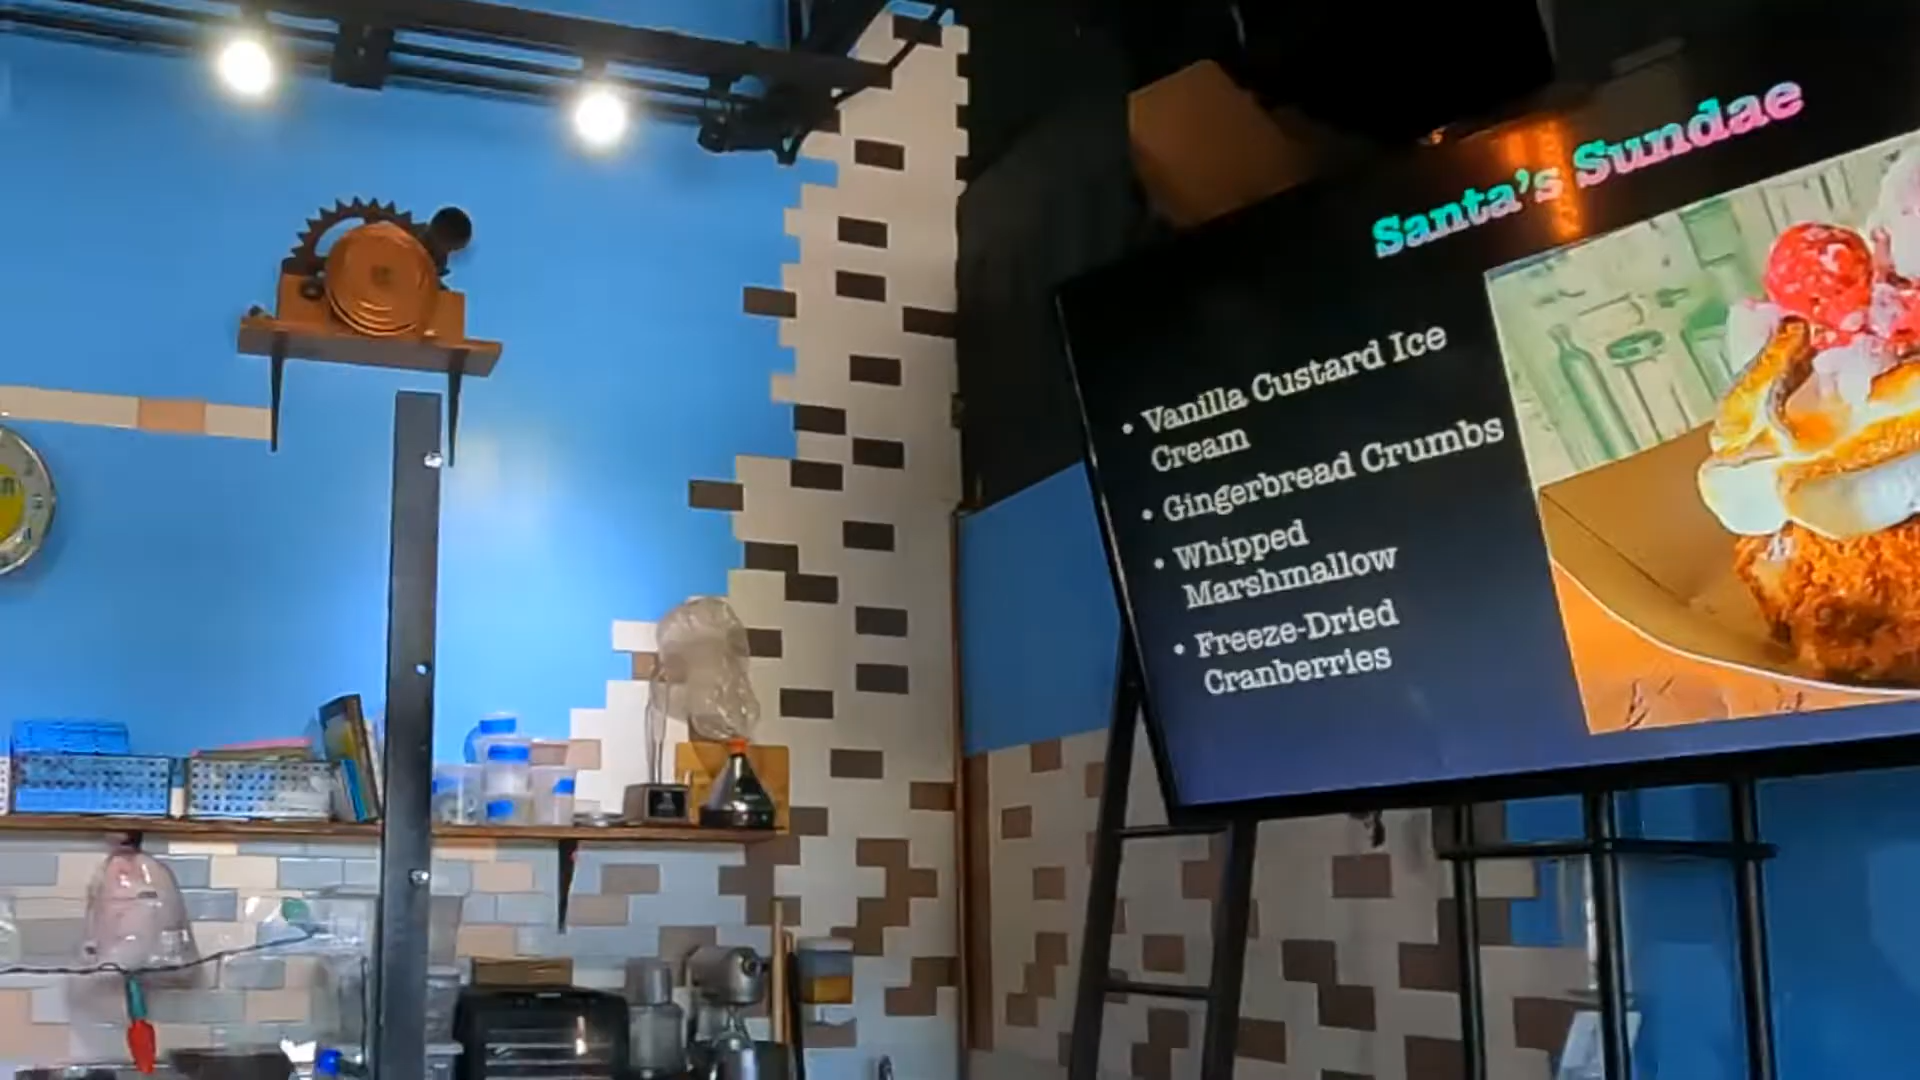 Santa's Sundae
• Vanilla Custard Ice
Cream
• Gingerbread Crumbs
• Whipped
Marshmallow
• Freeze-Dried
Cranberries